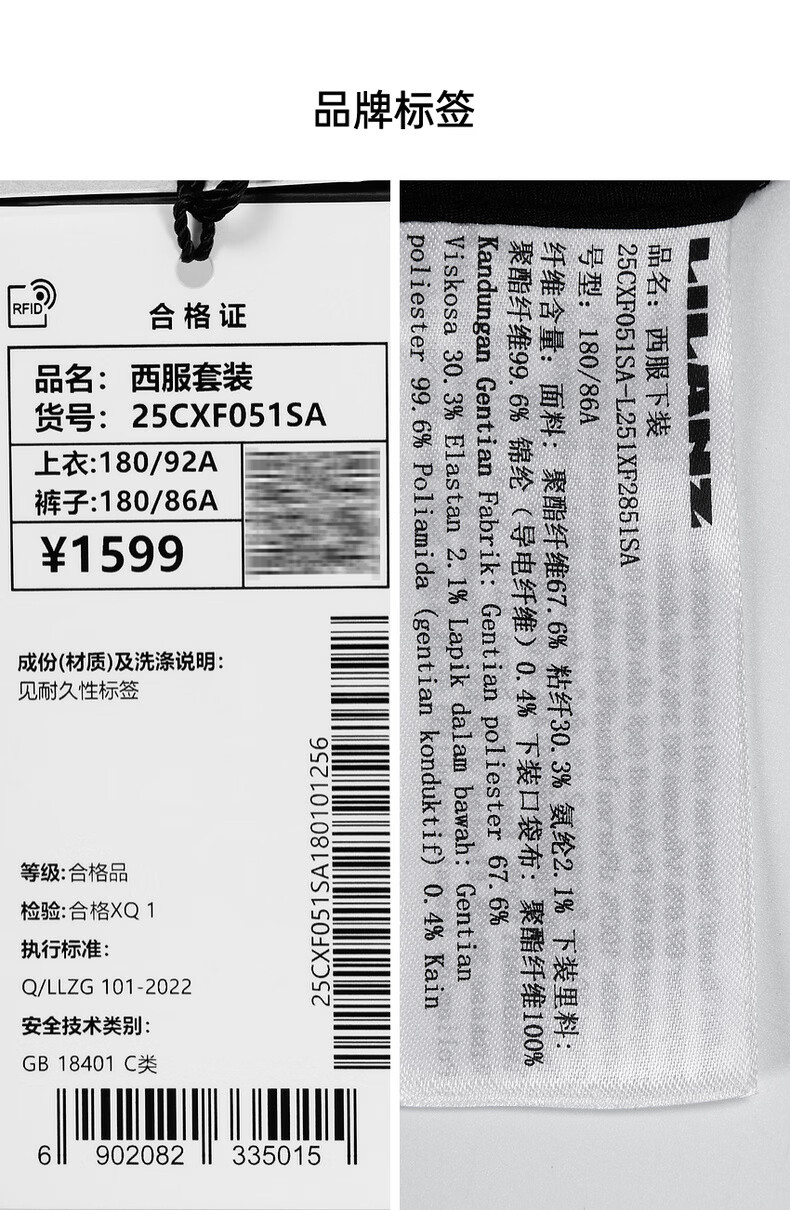 品牌标签
RFID
合格证
品名: 西服套装
货号: 25CXF051SA
上衣:180/92A
裤子:180/86A
¥1599
成份(材质)及洗涤说明:
见耐久性标签
等级:合格品
检验:合格XQ 1
执行标准:
Q/LLZG 101-2022
安全技术类别:
GB 18401 C类
25CXF051SA180101256
6 902082 335015
LILANZ
品名: 西服下装
25CXF051SA-L251XF2851SA
号型: 180/86A
纤维含量: 面料: 聚酯纤维67.6% 粘纤30.3% 氨纶2.1% 下装里料:
聚酯纤维99.6% 锦纶(导电纤维) 0.4% 下装口袋布: 聚酯纤维100%
Kandungan Gentian Fabrik: Gentian poliester 67.6%
Viskosa 30.3% Elastan 2.1% Lapik dalam bawah: Gentian
poliester 99.6% Poliamida (gentian konduktif) 0.4% Kain